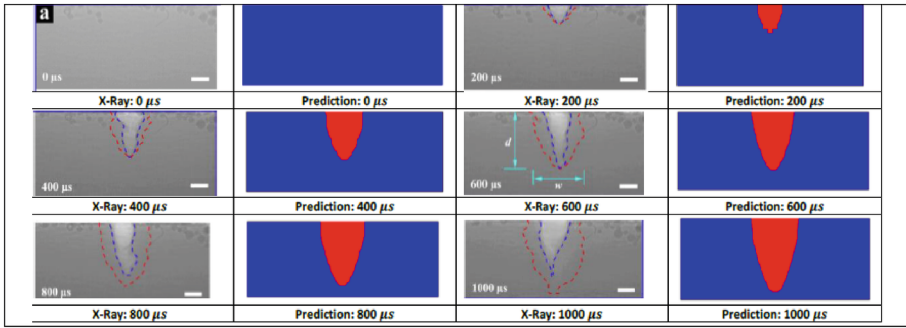 a
0 μs
200 μs
X-Ray: 0 μs
Prediction: 0 μs
X-Ray: 200 μs
Prediction: 200 μs
400 μs
d
w
600 μs
X-Ray: 400 μs
Prediction: 400 μs
X-Ray: 600 μs
Prediction: 600 μs
800 μs
1000 μs
X-Ray: 800 μs
Prediction: 800 μs
X-Ray: 1000 μs
Prediction: 1000 μs